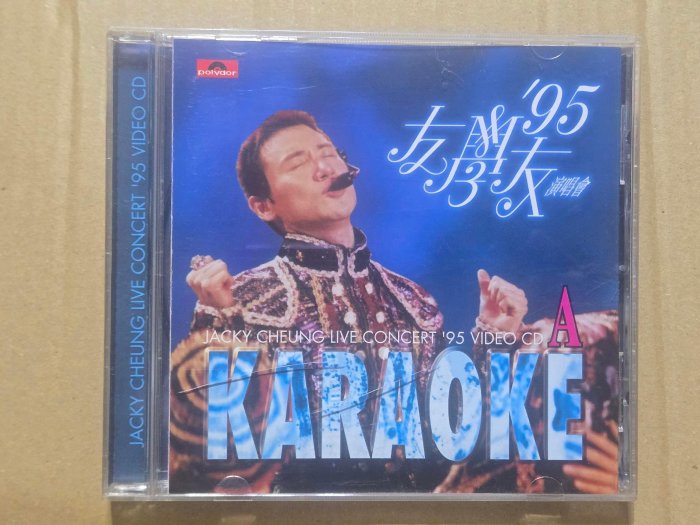 JACKY CHEUNG LIVE CONCERT '95 VIDEO CD
polydor
'95
友學友
演唱會
JACKY CHEUNG LIVE CONCERT '95 VIDEO CD A
KARAOKE